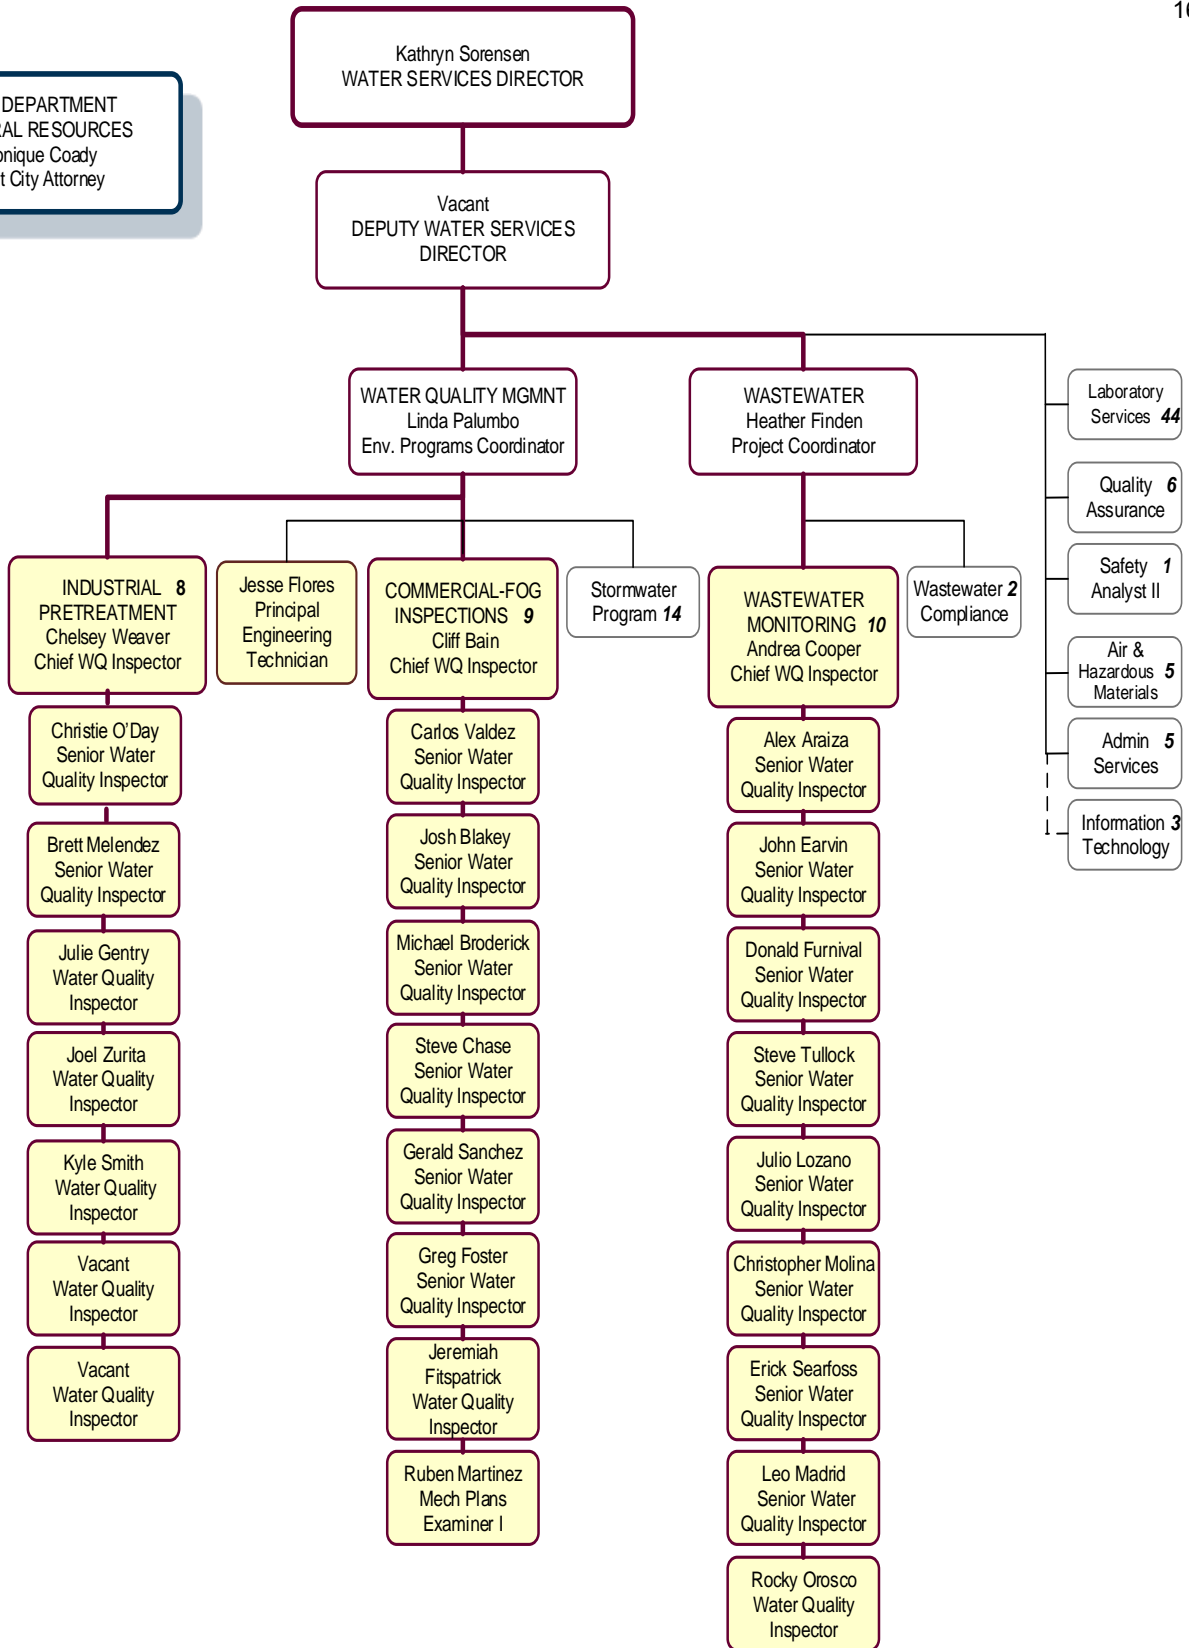 Kathryn Sorensen
WATER SERVICES DIRECTOR
DEPARTMENT
RESOURCES
Coady
City Attorney
Vacant
DEPUTY WATER SERVICES
DIRECTOR
WATER QUALITY MGMNT
Linda Palumbo
Env. Programs Coordinator
WASTEWATER
Heather Finden
Project Coordinator
Laboratory
Services 44
Quality 6
Assurance
Safety 1
Analyst II
Air &
Hazardous 5
Materials
Admin 5
Services
Information 3
Technology
INDUSTRIAL 8
PRETREATMENT
Chelsey Weaver
Chief WQ Inspector
Jesse Flores
Principal
Engineering
Technician
COMMERCIAL-FOG
INSPECTIONS 9
Cliff Bain
Chief WQ Inspector
Stormwater
Program 14
WASTEWATER
MONITORING 10
Andrea Cooper
Chief WQ Inspector
Wastewater 2
Compliance
Christie O'Day
Senior Water
Quality Inspector
Brett Melendez
Senior Water
Quality Inspector
Julie Gentry
Water Quality
Inspector
Joel Zurita
Water Quality
Inspector
Kyle Smith
Water Quality
Inspector
Vacant
Water Quality
Inspector
Vacant
Water Quality
Inspector
Carlos Valdez
Senior Water
Quality Inspector
Josh Blakey
Senior Water
Quality Inspector
Michael Broderick
Senior Water
Quality Inspector
Steve Chase
Senior Water
Quality Inspector
Gerald Sanchez
Senior Water
Quality Inspector
Greg Foster
Senior Water
Quality Inspector
Jeremiah
Fitspatrick
Water Quality
Inspector
Ruben Martinez
Mech Plans
Examiner I
Alex Araiza
Senior Water
Quality Inspector
John Earvin
Senior Water
Quality Inspector
Donald Furnival
Senior Water
Quality Inspector
Steve Tullock
Senior Water
Quality Inspector
Julio Lozano
Senior Water
Quality Inspector
Christopher Molina
Senior Water
Quality Inspector
Erick Searfoss
Senior Water
Quality Inspector
Leo Madrid
Senior Water
Quality Inspector
Rocky Orosco
Water Quality
Inspector